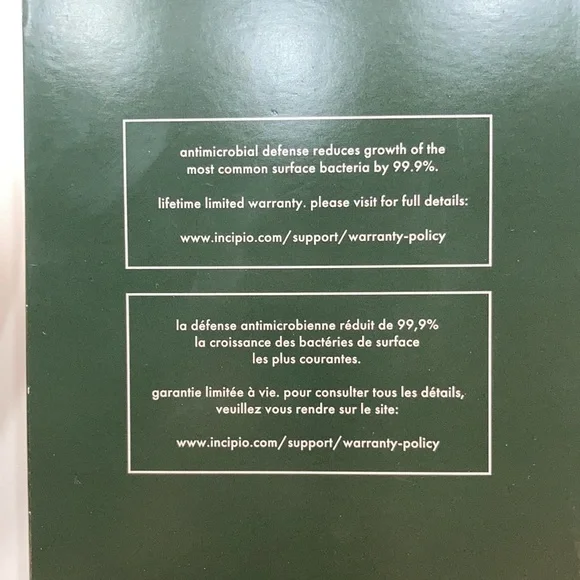 antimicrobial defense reduces growth of the
most common surface bacteria by 99.9%.
lifetime limited warranty. please visit for full details:
www.incipio.com/support/warranty-policy
la défense antimicrobienne réduit de 99,9%
la croissance des bactéries de surface
les plus courantes.
garantie limitée à vie. pour consulter tous les détails,
veuillez vous rendre sur le site:
www.incipio.com/support/warranty-policy